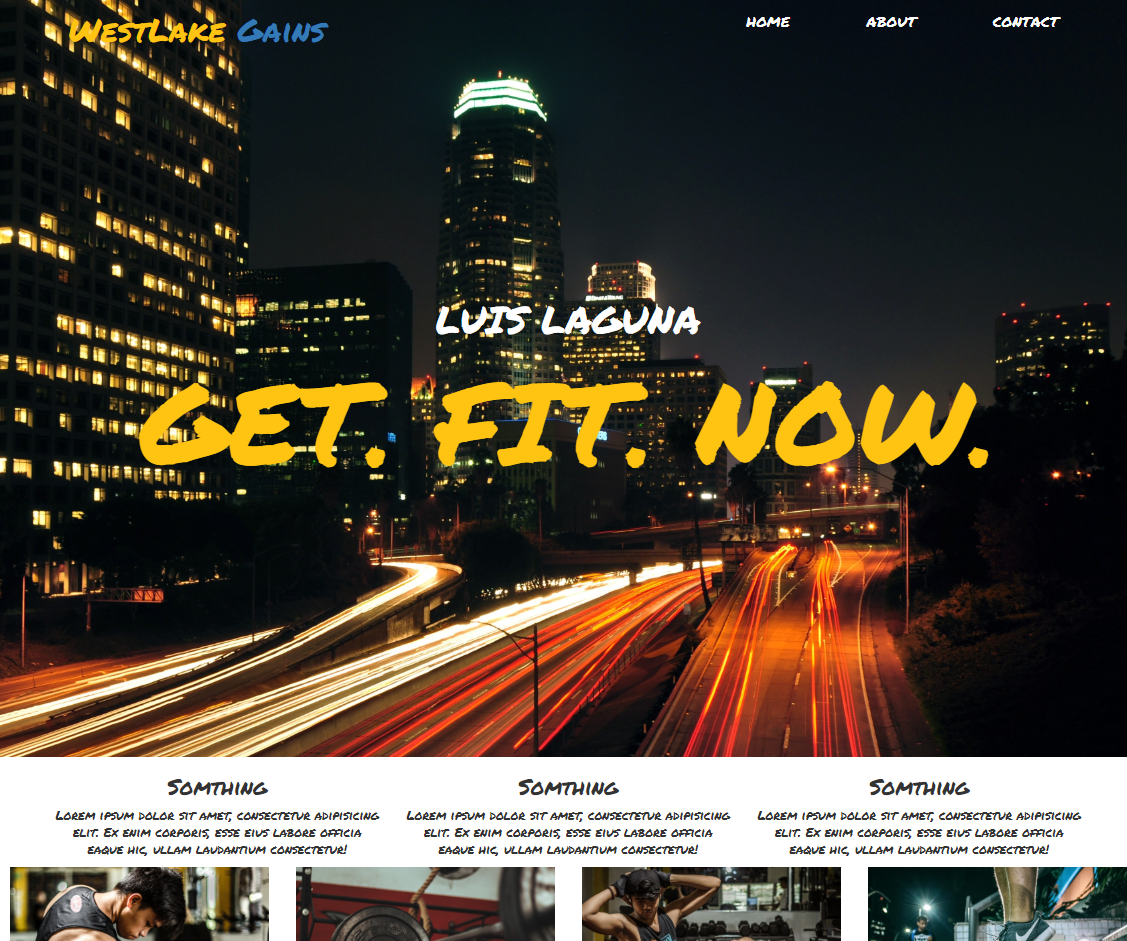 WestLake Gains
HOME ABOUT CONTACT
LUIS LAGUNA
GET. FIT. NOW.
Somthing Somthing Somthing
Lorem ipsum dolor sit amet, consectetur adipisicing Lorem ipsum dolor sit amet, consectetur adipisicing Lorem ipsum dolor sit amet, consectetur adipisicing
elit. Ex enim corporis, esse eius labore officia elit. Ex enim corporis, esse eius labore officia elit. Ex enim corporis, esse eius labore officia
eaque hic, ullam laudantium consectetur! eaque hic, ullam laudantium consectetur! eaque hic, ullam laudantium consectetur!